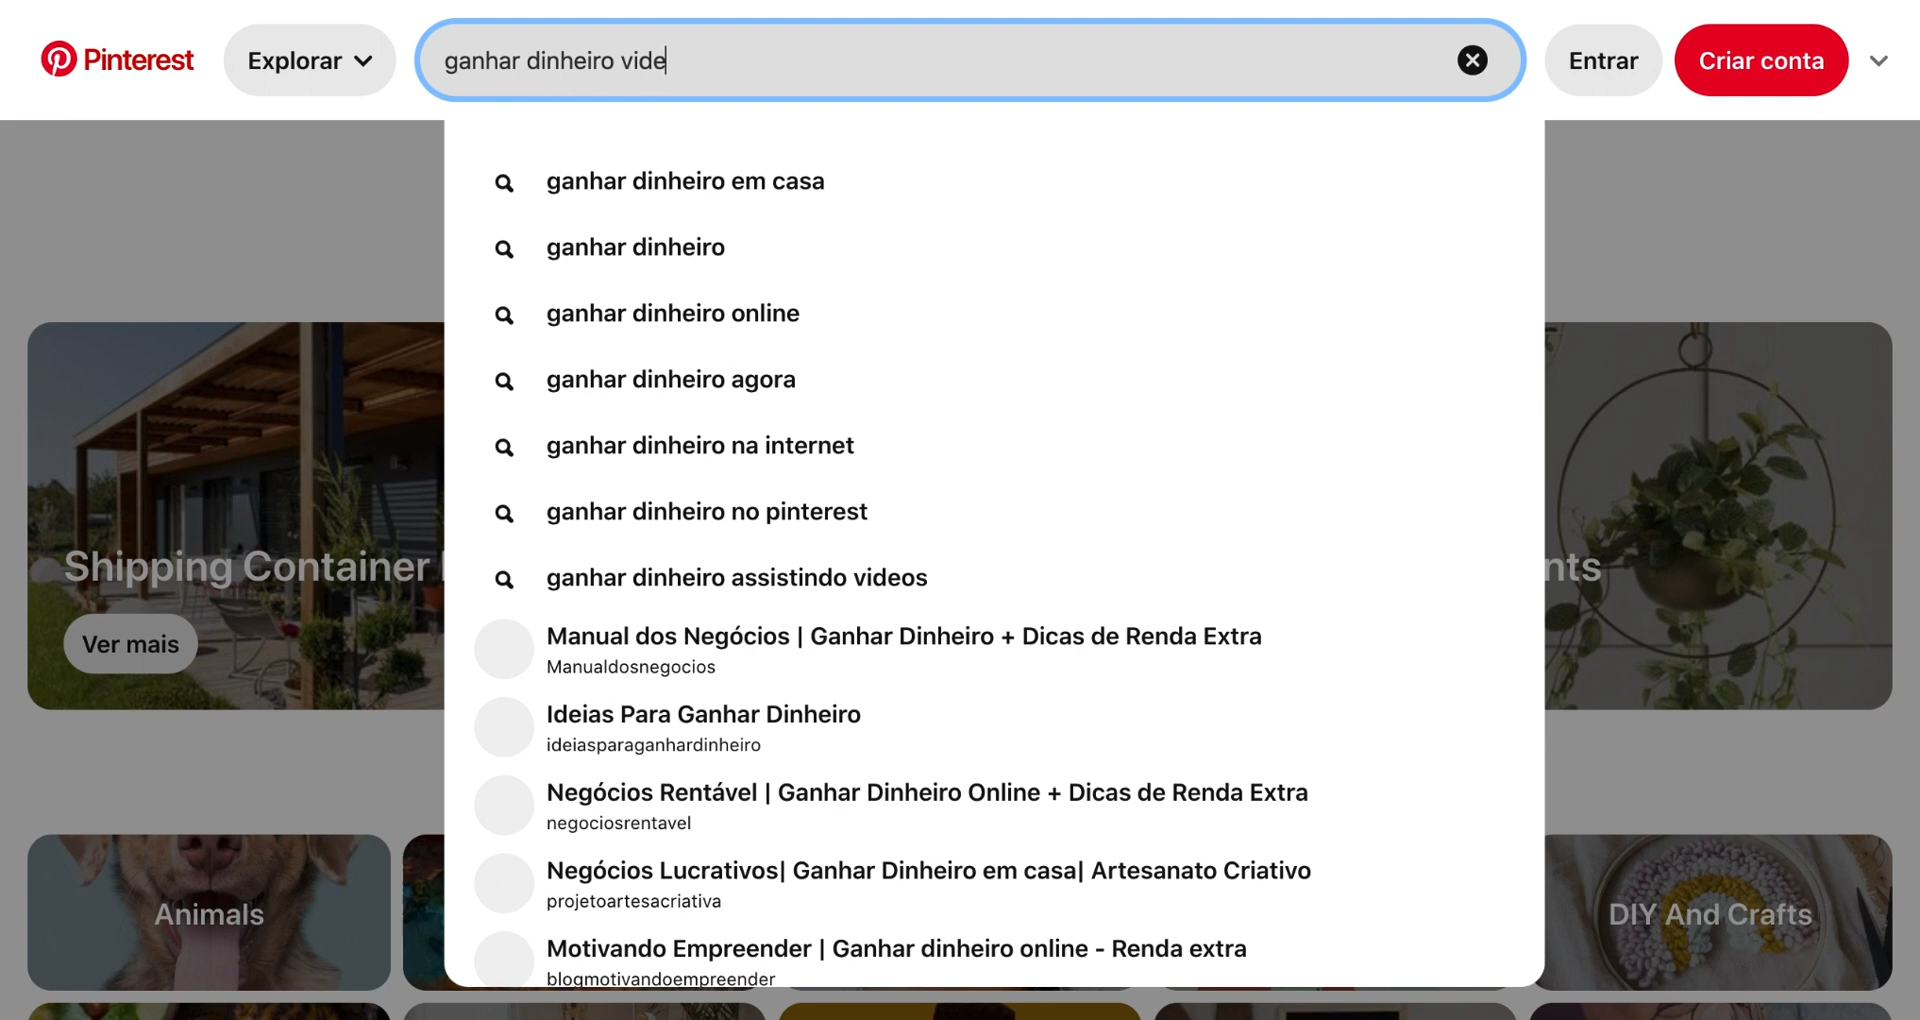 Pinterest
Explorar
ganhar dinheiro vide
Entrar
Criar conta
ganhar dinheiro em casa
ganhar dinheiro
ganhar dinheiro online
ganhar dinheiro agora
ganhar dinheiro na internet
ganhar dinheiro no pinterest
ganhar dinheiro assistindo videos
Manual dos Negócios | Ganhar Dinheiro + Dicas de Renda Extra
Manualdosnegocios
Ideias Para Ganhar Dinheiro
ideiasparaganhardinheiro
Negócios Rentável | Ganhar Dinheiro Online + Dicas de Renda Extra
negociosrentavel
Negócios Lucrativos| Ganhar Dinheiro em casa| Artesanato Criativo
projetoartesacriativa
Motivando Empreender | Ganhar dinheiro online - Renda extra
blogmotivandoempreender
Shipping Container
Ver mais
nts
Animals
DIY And Crafts